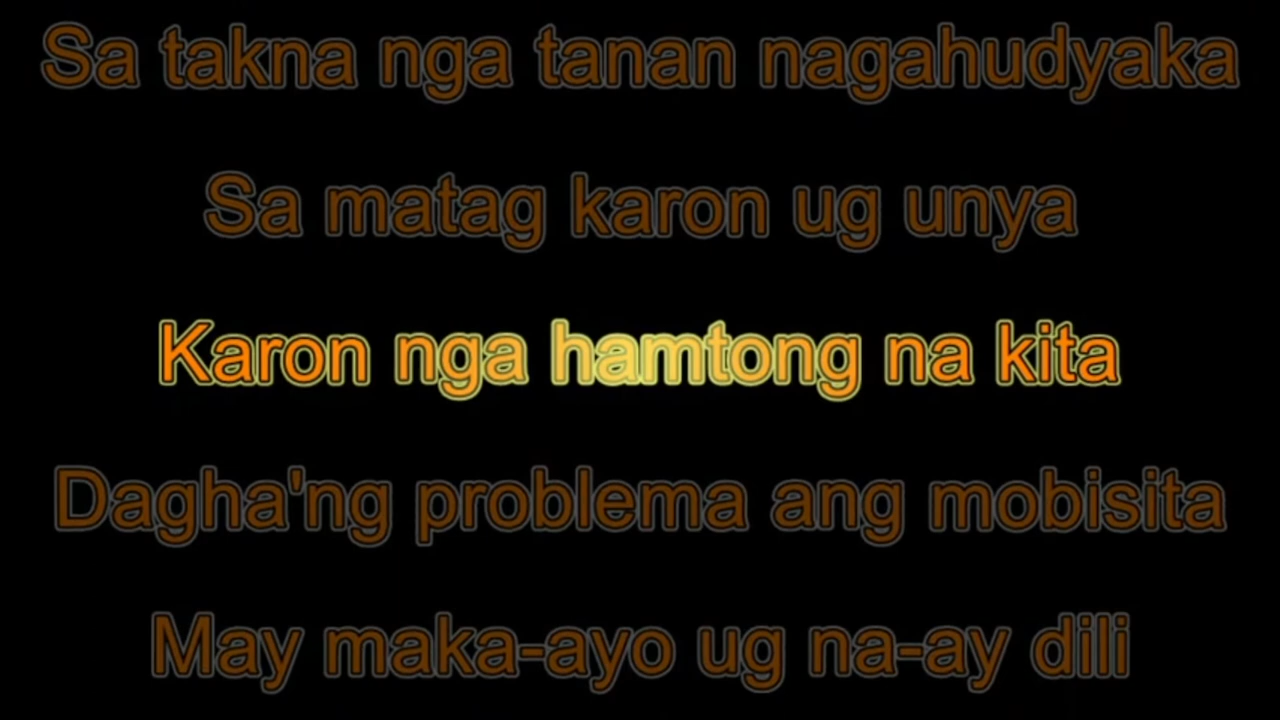 Sa takna nga tanan nagahudyaka
Sa matag karon ug unya
Karon nga hamtong na kita
Dagha'ng problema ang mobisita
May maka-ayo ug na-ay dili